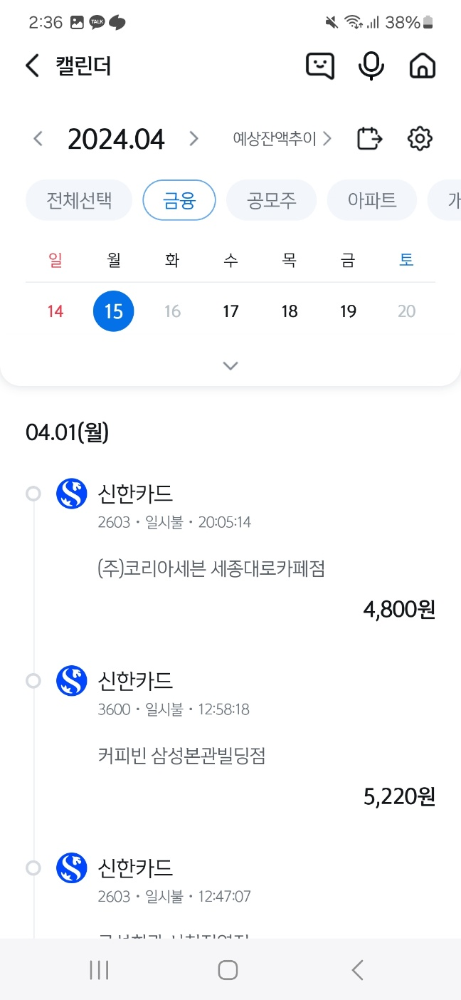 2:36 TALK 38%
캘린더
2024.04 예상잔액추이
전체선택 금융 공모주 아파트
일 월 화 수 목 금 토
14 15 16 17 18 19 20
04.01(월)
신한카드
2603 • 일시불 • 20:05:14
(주)코리아세븐 세종대로카페점
4,800원
신한카드
3600 • 일시불 • 12:58:18
커피빈 삼성본관빌딩점
5,220원
신한카드
2603 • 일시불 • 12:47:07